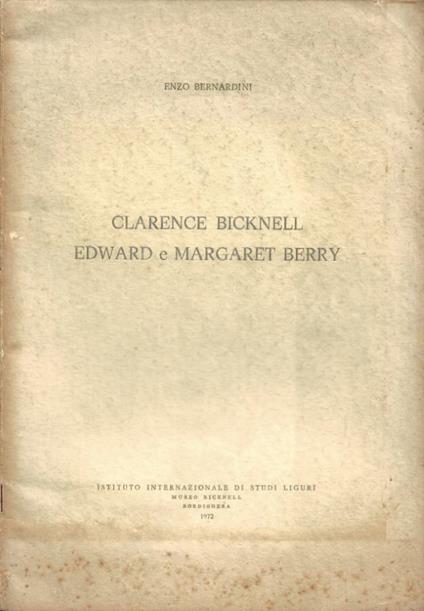 ENZO BERNARDINI
CLARENCE BICKNELL
EDWARD e MARGARET BERRY
ISTITUTO INTERNAZIONALE DI STUDI LIGURI
MUSEO BICKNELL
BORDIGHERA
1972